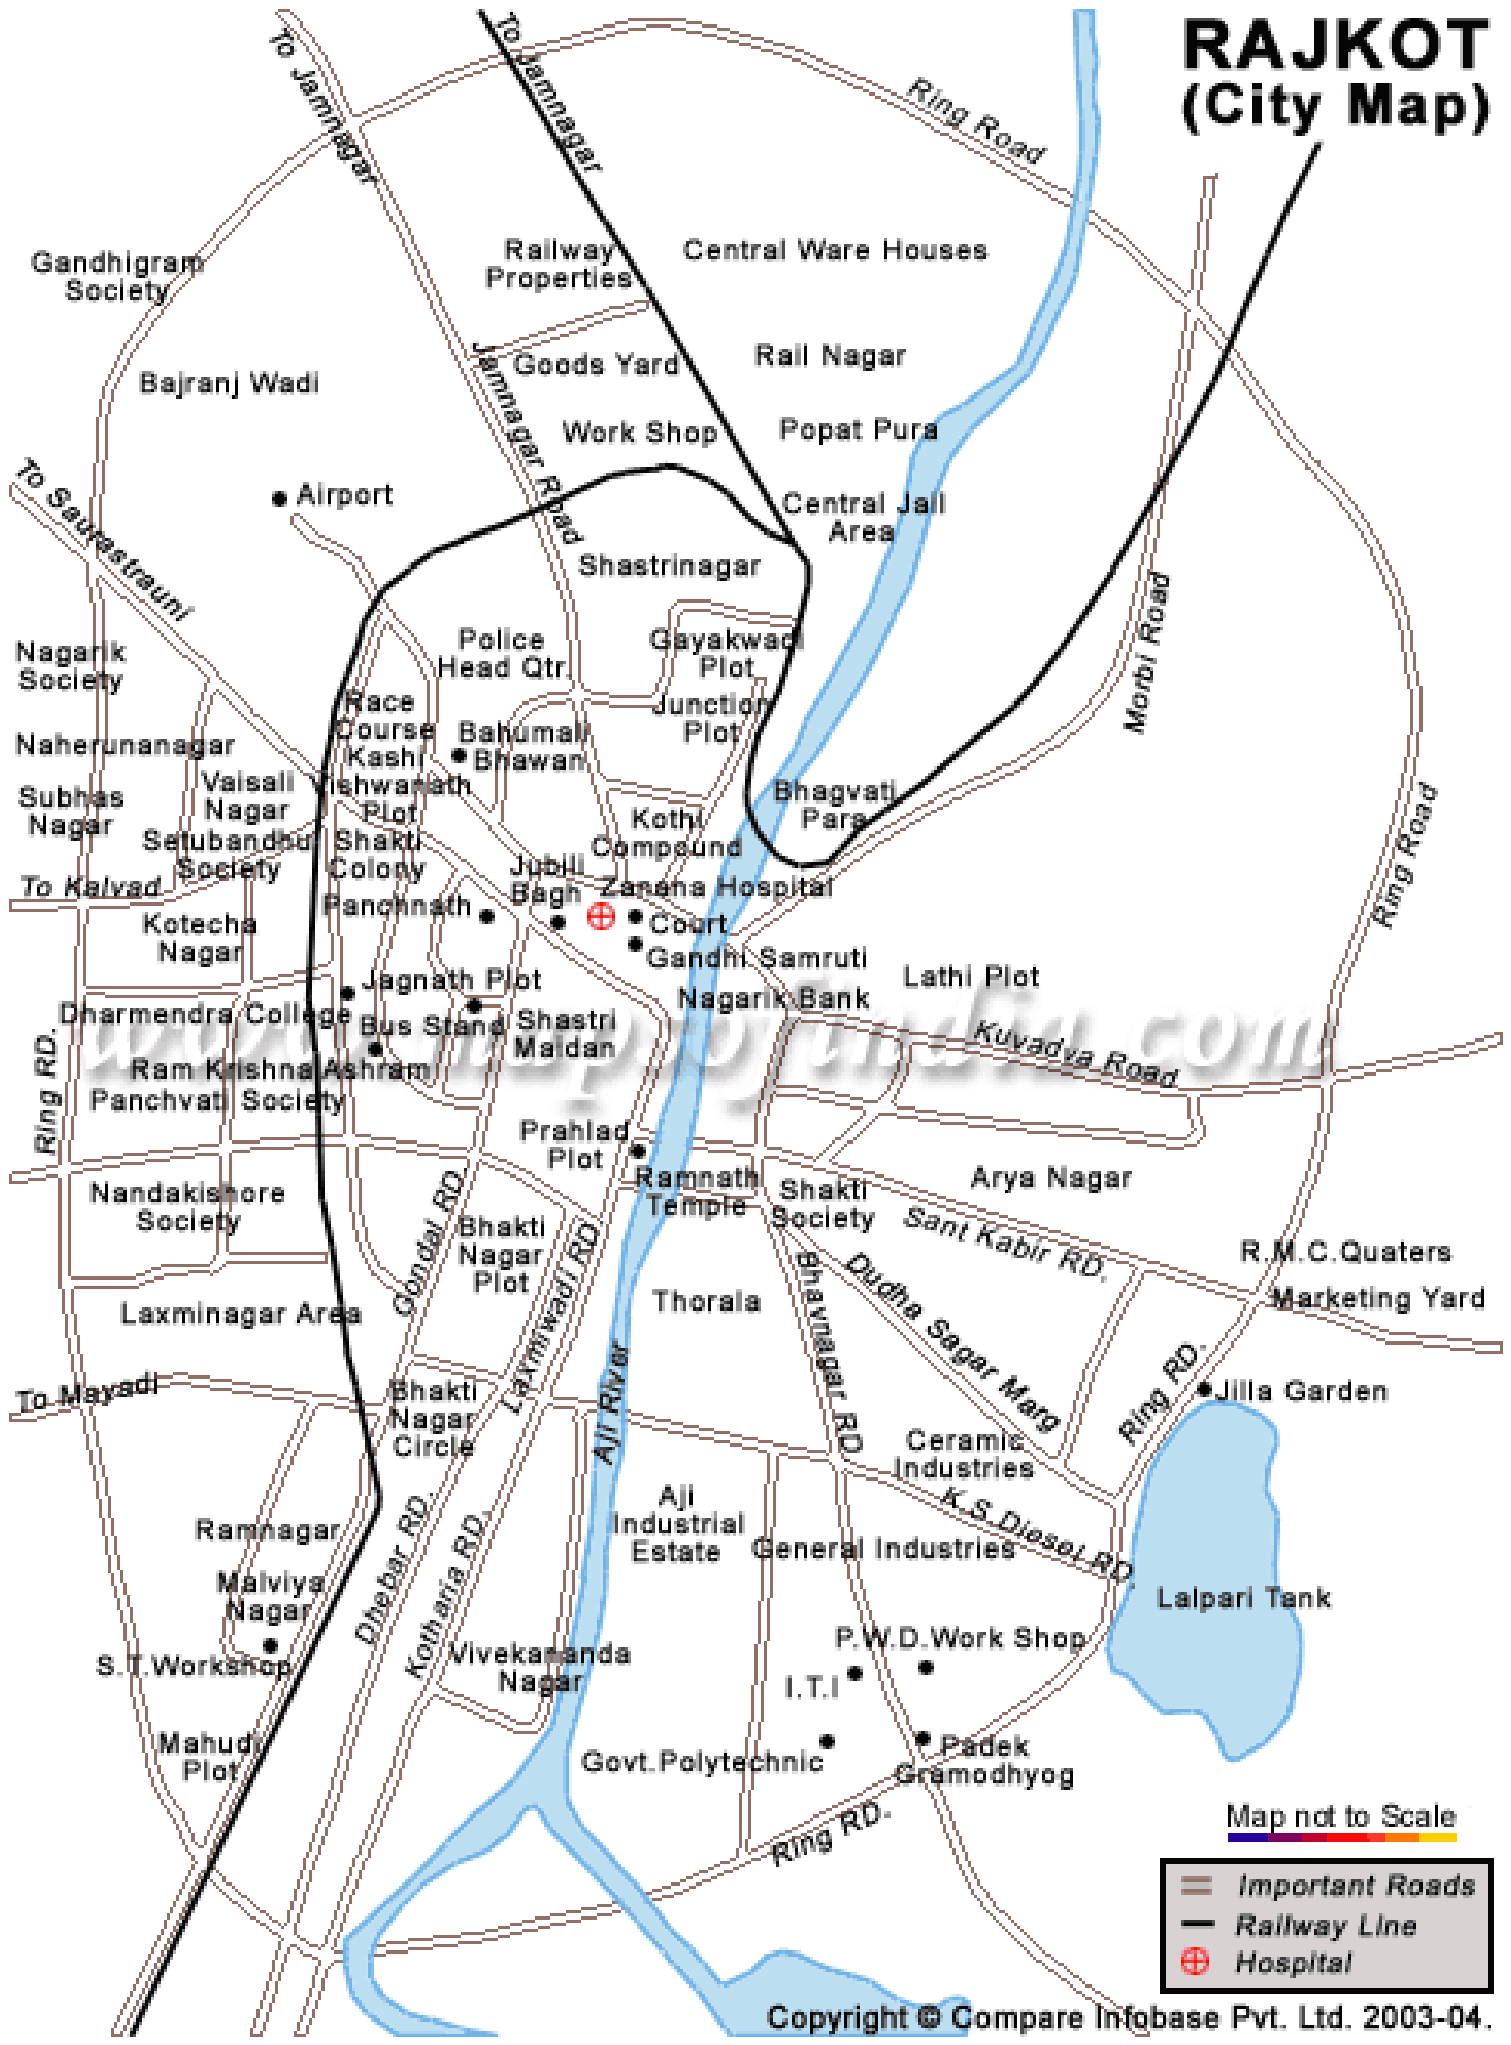 RAJKOT
(City Map)
To Jamnagar
To Jamnagar
Ring Road
Gandhigram
Society
Railway
Properties
Central Ware Houses
Jamnagar Road
Goods Yard
Rail Nagar
Bajranj Wadi
Work Shop
Popat Pura
To Saurastrauni
Airport
Central Jail
Area
Shastrinagar
Morbi Road
Nagarik
Society
Police
Head Qtr.
Gayakwadi
Plot
Race
Course
Junction
Plot
Naherunanagar
Kashi
Vishwanath
Plot
Bahumali
Bhawan
Subhas
Nagar
Vaisali
Nagar
Bhagvati
Para
Ring Road
Setubandhu
Society
Shakti
Colony
Kothi
Compound
To Kalvad
Jubili
Bagh
Zanana Hospital
Panchnath
Court
Kotecha
Nagar
Gandhi Samruti
Jagnath Plot
Lathi Plot
Nagarik Bank
Dharmendra College
Bus Stand
Shastri
Maidan
Kuvadva Road
www.mapsofindia.com
Ring RD.
Ram Krishna Ashram
Panchvati Society
Prahlad
Plot
Ramnath
Temple
Arya Nagar
Nandakishore
Society
Gondal RD.
Shakti
Society
Sant Kabir RD.
Bhakti
Nagar
Plot
Laxmiwadi RD
R.M.C.Quaters
Thorala
Bhavnagar RD.
Dudha Sagar Marg
Marketing Yard
Laxminagar Area
Aji River
Ring RD.
To Mavadi
Bhakti
Nagar
Circle
Jilla Garden
Ceramic
Industries
Ramnagar
Dhebar RD.
Kotharia RD.
Aji
Industrial
Estate
General Industries
K.S.Diesel RD.
Malviya
Nagar
Lalpari Tank
S.T.Workshop
Vivekananda
Nagar
P.W.D.Work Shop
I.T.I
Mahudi
Plot
Govt.Polytechnic
Padek
Gramodhyog
Ring RD.
Map not to Scale
Important Roads
Railway Line
Hospital
Copyright © Compare Infobase Pvt. Ltd. 2003-04.